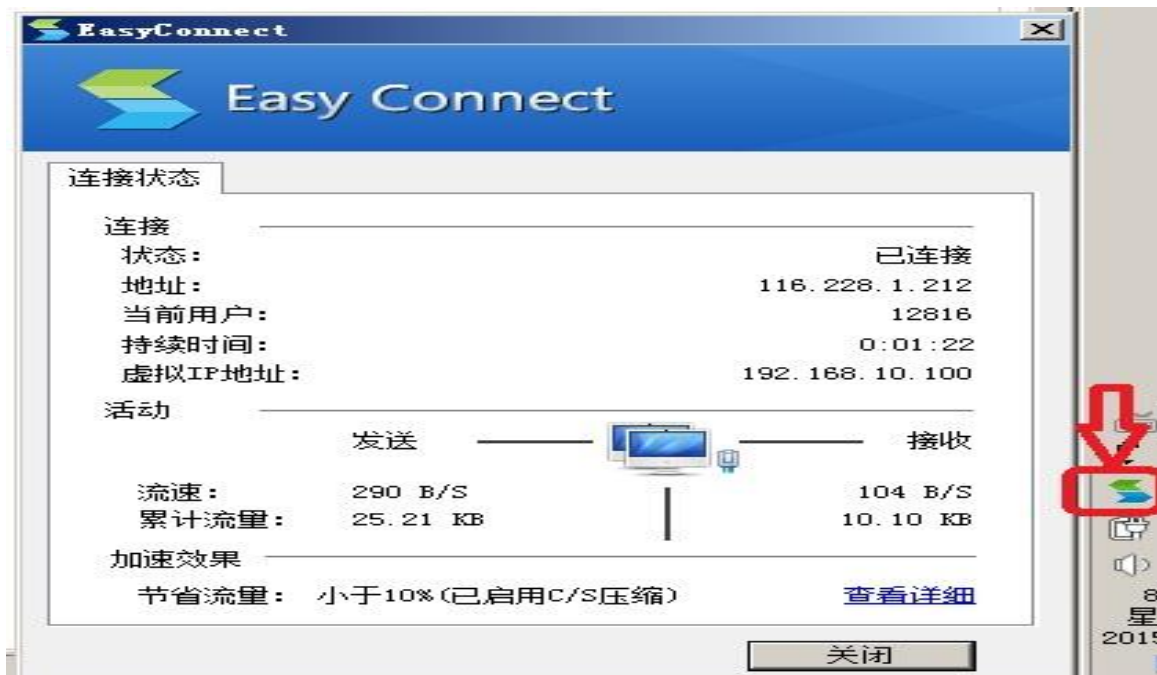 EasyConnect
Easy Connect
连接状态
连接
状态: 已连接
地址: 116.228.1.212
当前用户: 12816
持续时间: 0:01:22
虚拟IP地址: 192.168.10.100
活动
发送 接收
流速: 290 B/S 104 B/S
累计流量: 25.21 KB 10.10 KB
加速效果
节省流量: 小于10%(已启用C/S压缩) 查看详细
关闭
8
星
2015